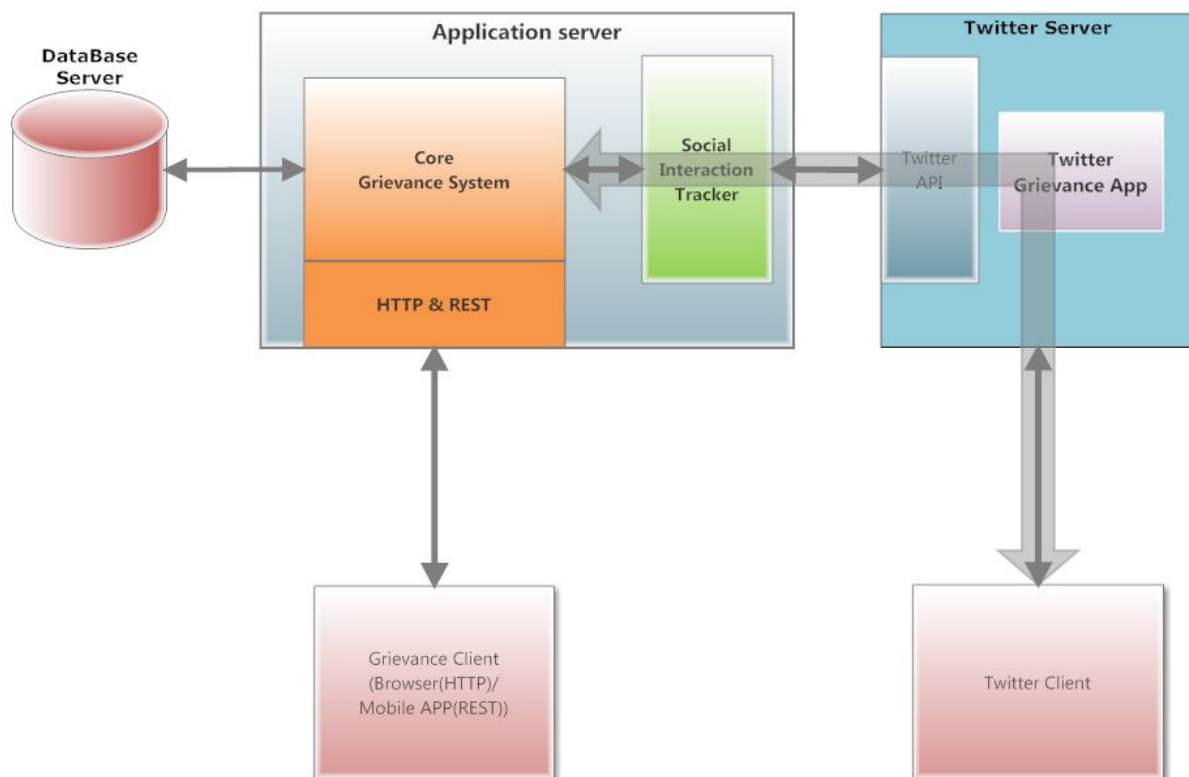 DataBase
Server
Application server
Core
Grievance System
HTTP & REST
Social
Interaction
Tracker
Twitter Server
Twitter
API
Twitter
Grievance App
Grievance Client
(Browser(HTTP)/
Mobile APP(REST))
Twitter Client